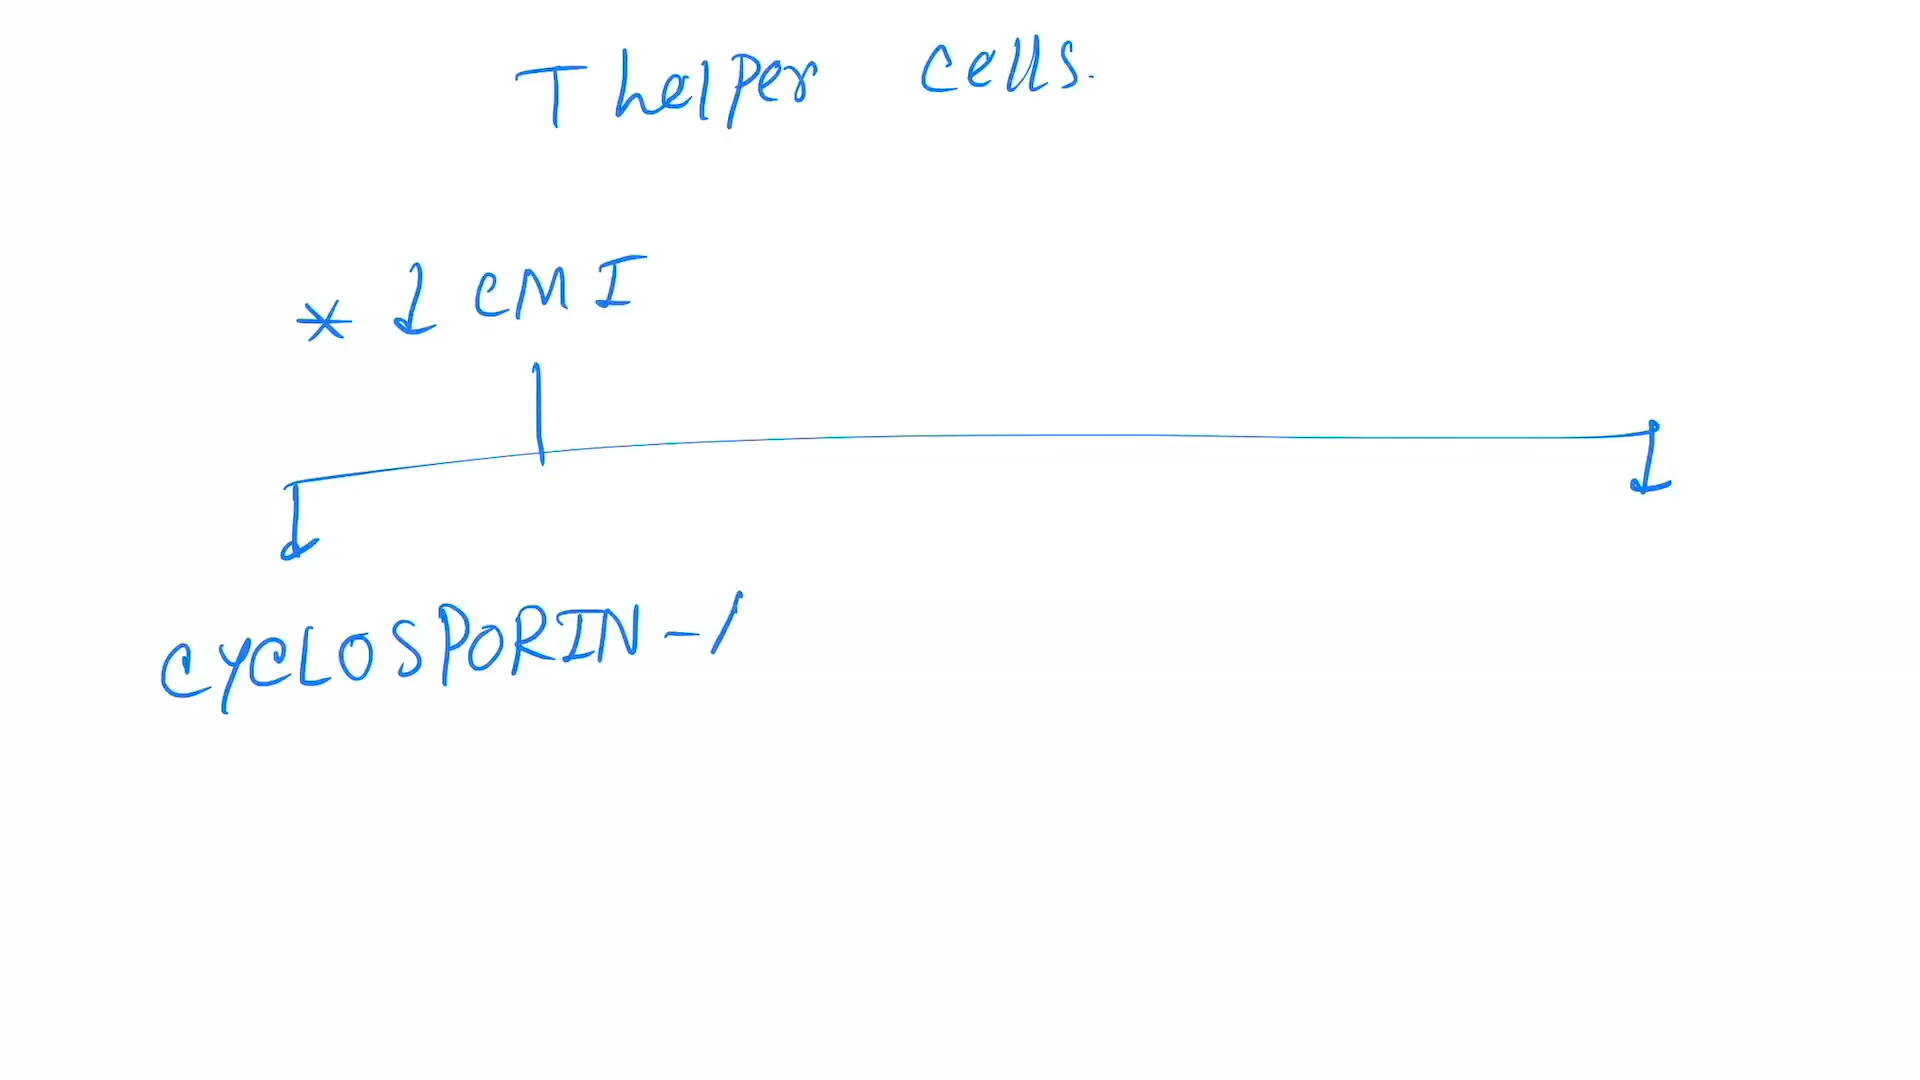 T helper cells.
* ↓ CMI
CYCLOSPORIN-